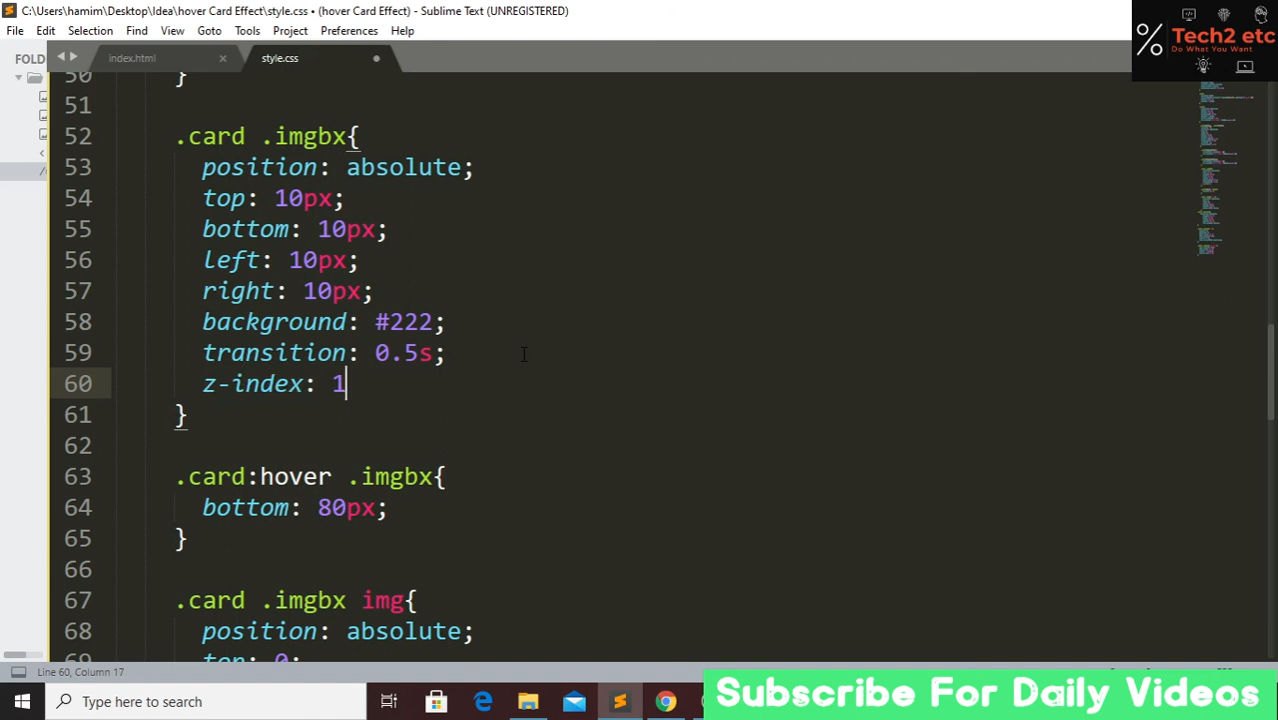 C:\Users\hamim\Desktop\Idea\hover Card Effect\style.css • (hover Card Effect) - Sublime Text (UNREGISTERED)
File Edit Selection Find View Goto Tools Project Preferences Help
Tech2 etc
Do What You Want
FOLD
index.html × style.css
50 }
51
52 .card .imgbx{
53 position: absolute;
54 top: 10px;
55 bottom: 10px;
56 left: 10px;
57 right: 10px;
58 background: #222;
59 transition: 0.5s;
60 z-index: 1
61 }
62
63 .card:hover .imgbx{
64 bottom: 80px;
65 }
66
67 .card .imgbx img{
68 position: absolute;
69 top: 0;
Line 60, Column 17
Type here to search
Subscribe For Daily Videos